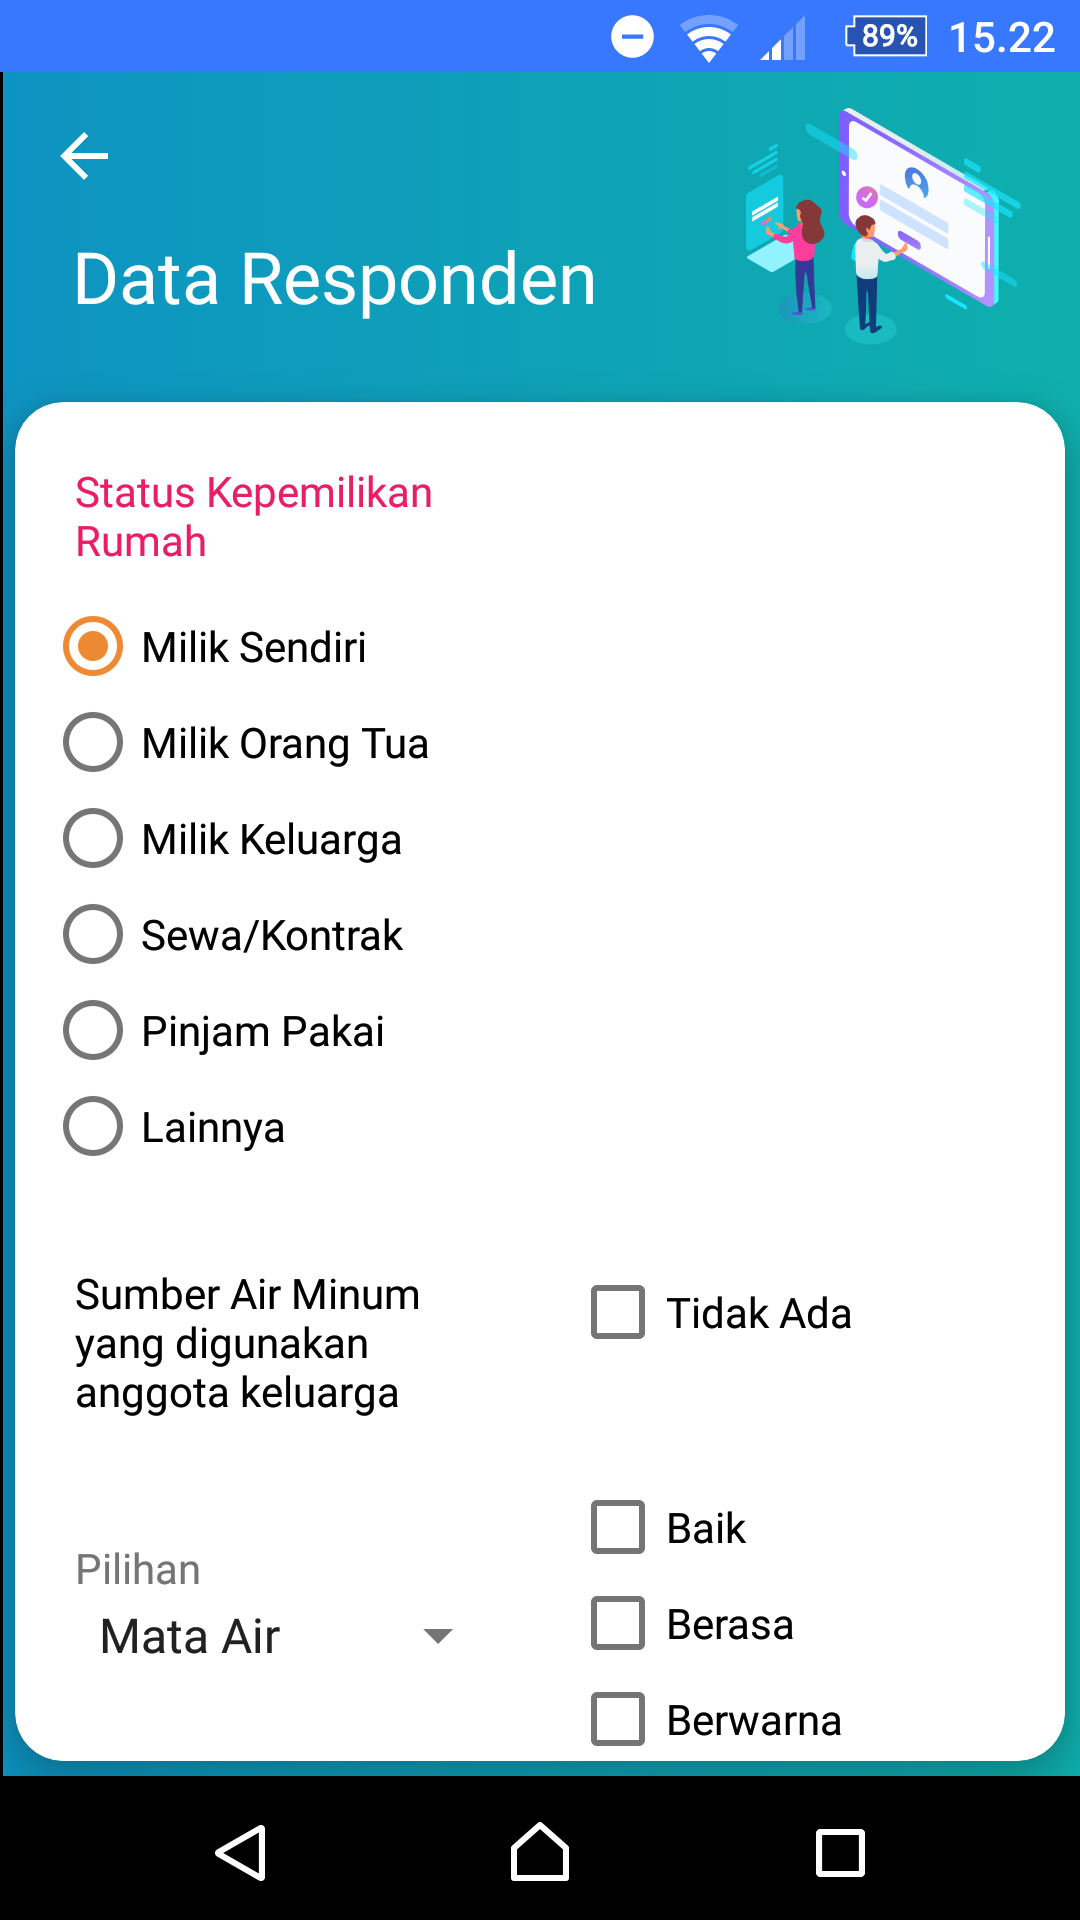 89% 15.22
Data Responden
Status Kepemilikan
Rumah
Milik Sendiri
Milik Orang Tua
Milik Keluarga
Sewa/Kontrak
Pinjam Pakai
Lainnya
Sumber Air Minum
yang digunakan
anggota keluarga
Tidak Ada
Pilihan
Mata Air
Baik
Berasa
Berwarna